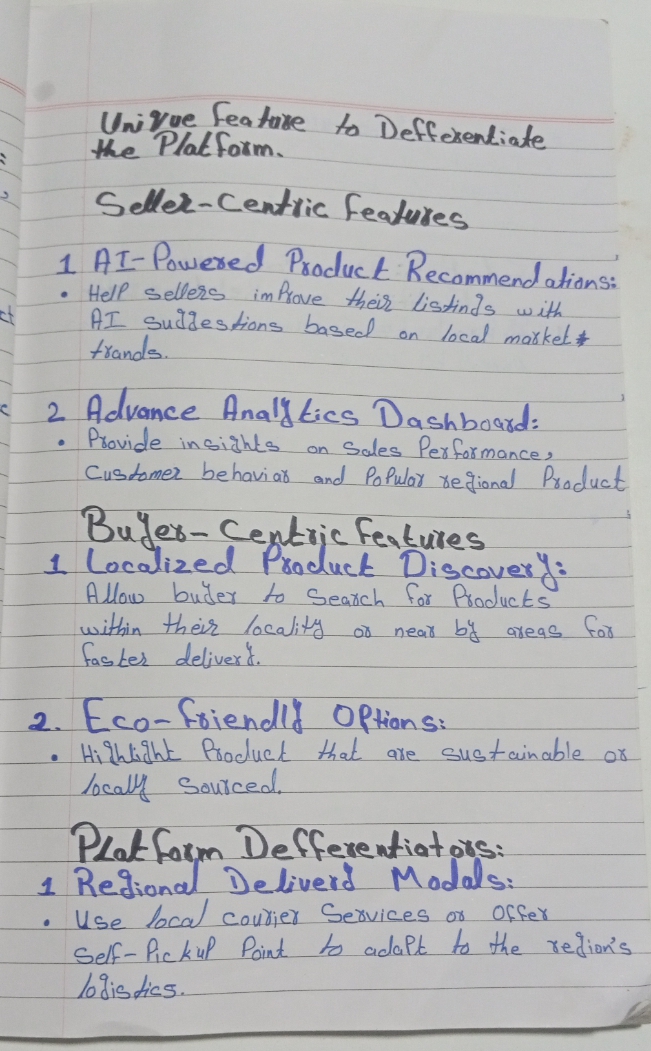 Unique feature to Defferentiate
the Platform.
Seller-Centric features
1 AI-Powered Product Recommendations:
• Help sellers improve their listings with
AI suggestions based on local market
trands.
2 Advance Analytics Dashboard:
• Provide insights on sales Performance,
Customer behavior and Popular regional Product
Buyer-Centric features
1 Localized Product Discovery:
Allow buyer to search for Products
within their locality or near by areas for
faster delivery.
2. Eco-friendly Options:
• Highlight Product that are sustainable or
locally sourced.
Platform Defferentiators:
1 Regional Delivery Modals:
• Use local courier Services or offer
Self-Pickup Point to adapt to the region's
logistics.